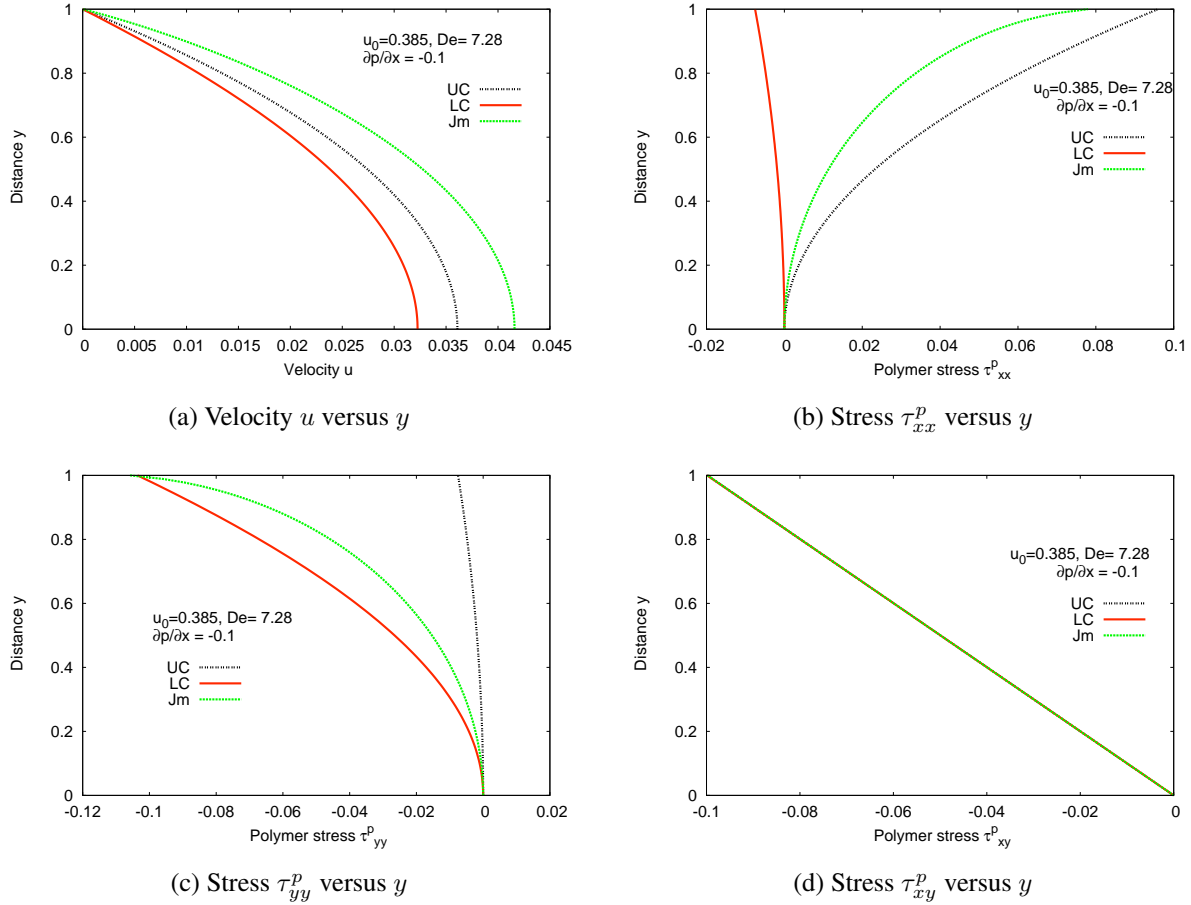 1
0.8
0.6
0.4
0.2
0
Distance y
u0=0.385, De= 7.28
∂p/∂x = -0.1
UC
LC
Jm
0 0.005 0.01 0.015 0.02 0.025 0.03 0.035 0.04 0.045
Velocity u
(a) Velocity u versus y
1
0.8
0.6
0.4
0.2
0
Distance y
u0=0.385, De= 7.28
∂p/∂x = -0.1
UC
LC
Jm
-0.02 0 0.02 0.04 0.06 0.08 0.1
Polymer stress τ^p_xx
(b) Stress τ^p_xx versus y
1
0.8
0.6
0.4
0.2
0
Distance y
u0=0.385, De= 7.28
∂p/∂x = -0.1
UC
LC
Jm
-0.12 -0.1 -0.08 -0.06 -0.04 -0.02 0 0.02
Polymer stress τ^p_yy
(c) Stress τ^p_yy versus y
1
0.8
0.6
0.4
0.2
0
Distance y
u0=0.385, De= 7.28
∂p/∂x = -0.1
UC
LC
Jm
-0.1 -0.08 -0.06 -0.04 -0.02 0
Polymer stress τ^p_xy
(d) Stress τ^p_xy versus y